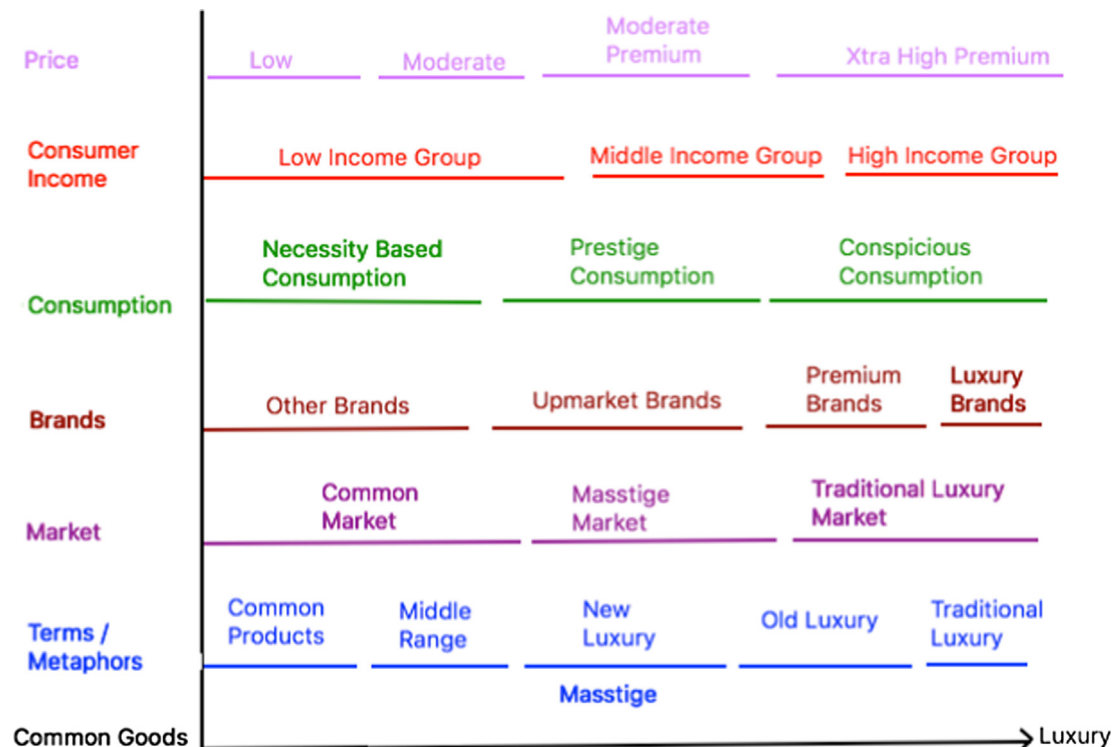 Price
Low
Moderate
Moderate
Premium
Xtra High Premium
Consumer
Income
Low Income Group
Middle Income Group
High Income Group
Consumption
Necessity Based
Consumption
Prestige
Consumption
Conspicious
Consumption
Brands
Other Brands
Upmarket Brands
Premium
Brands
Luxury
Brands
Market
Common
Market
Masstige
Market
Traditional Luxury
Market
Terms /
Metaphors
Common
Products
Middle
Range
New
Luxury
Old Luxury
Traditional
Luxury
Masstige
Common Goods
Luxury